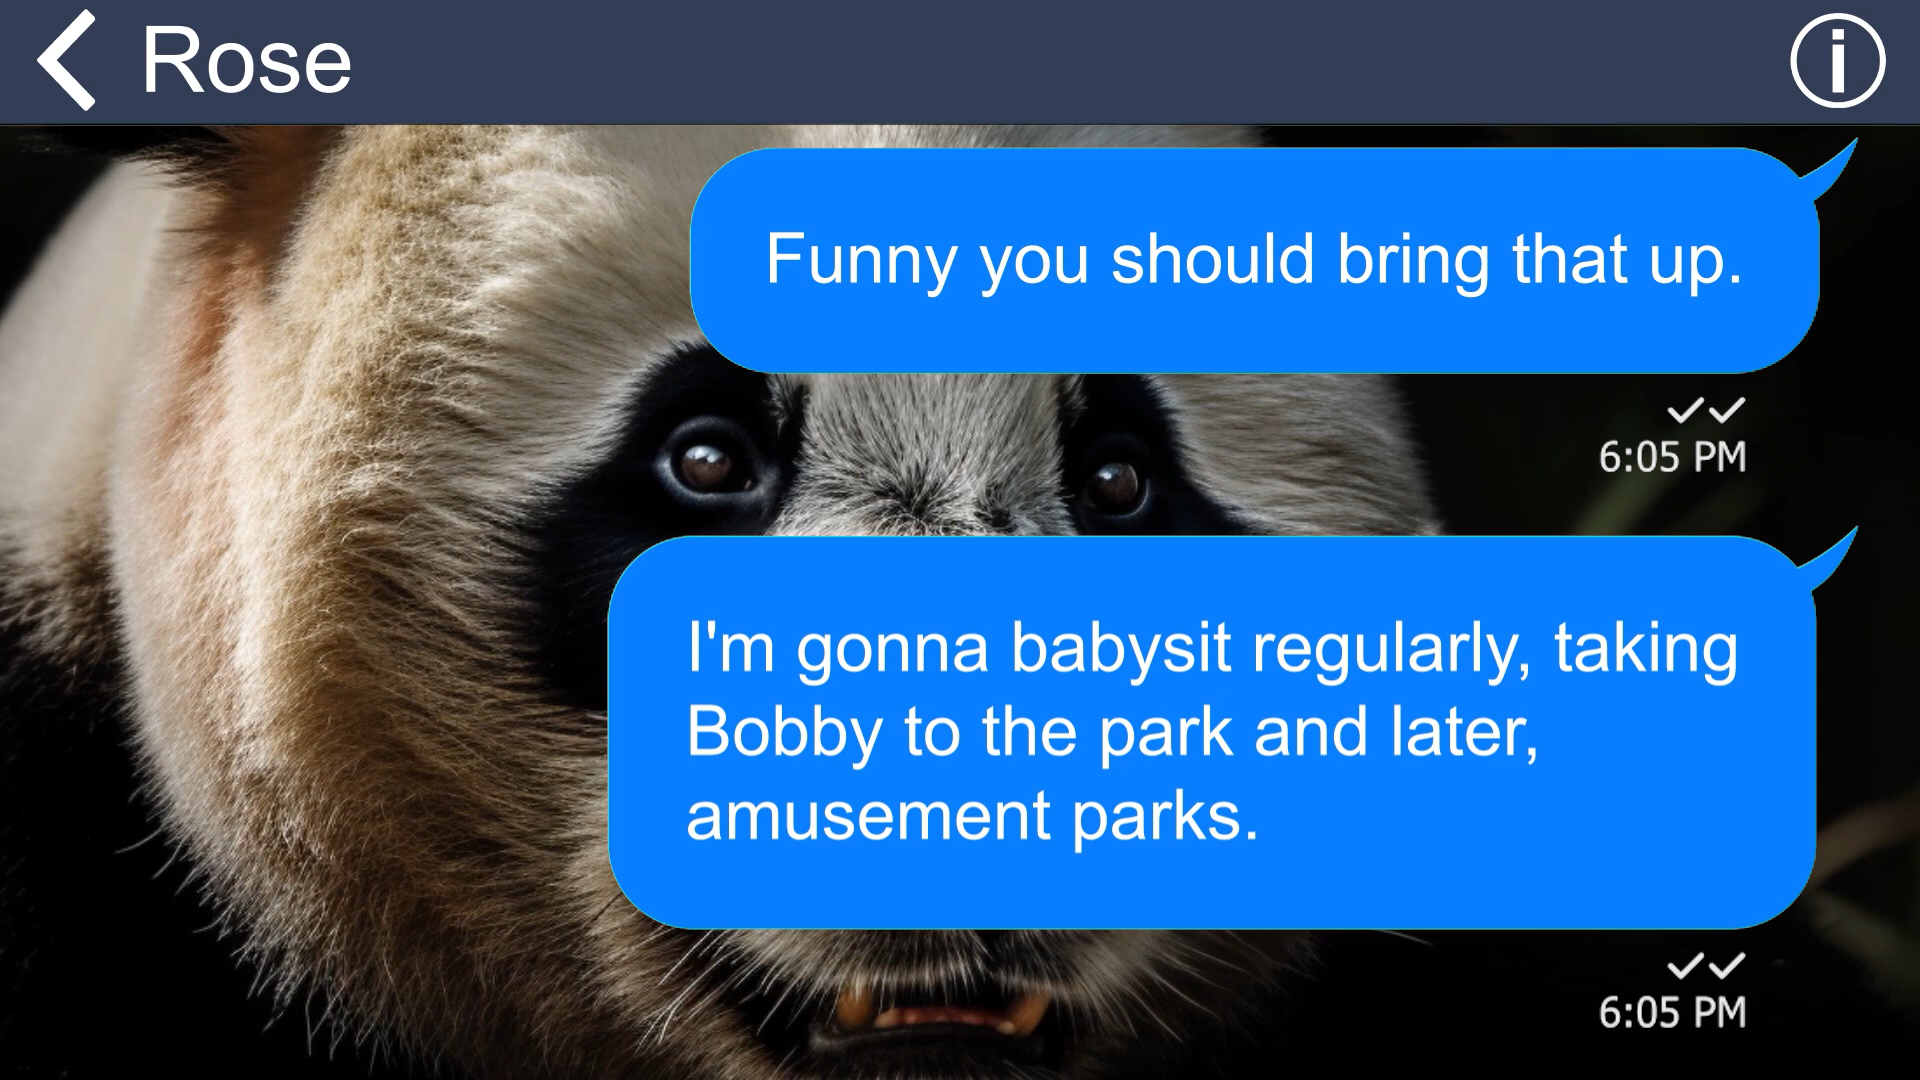 Rose
Funny you should bring that up.
6:05 PM
I'm gonna babysit regularly, taking
Bobby to the park and later,
amusement parks.
6:05 PM